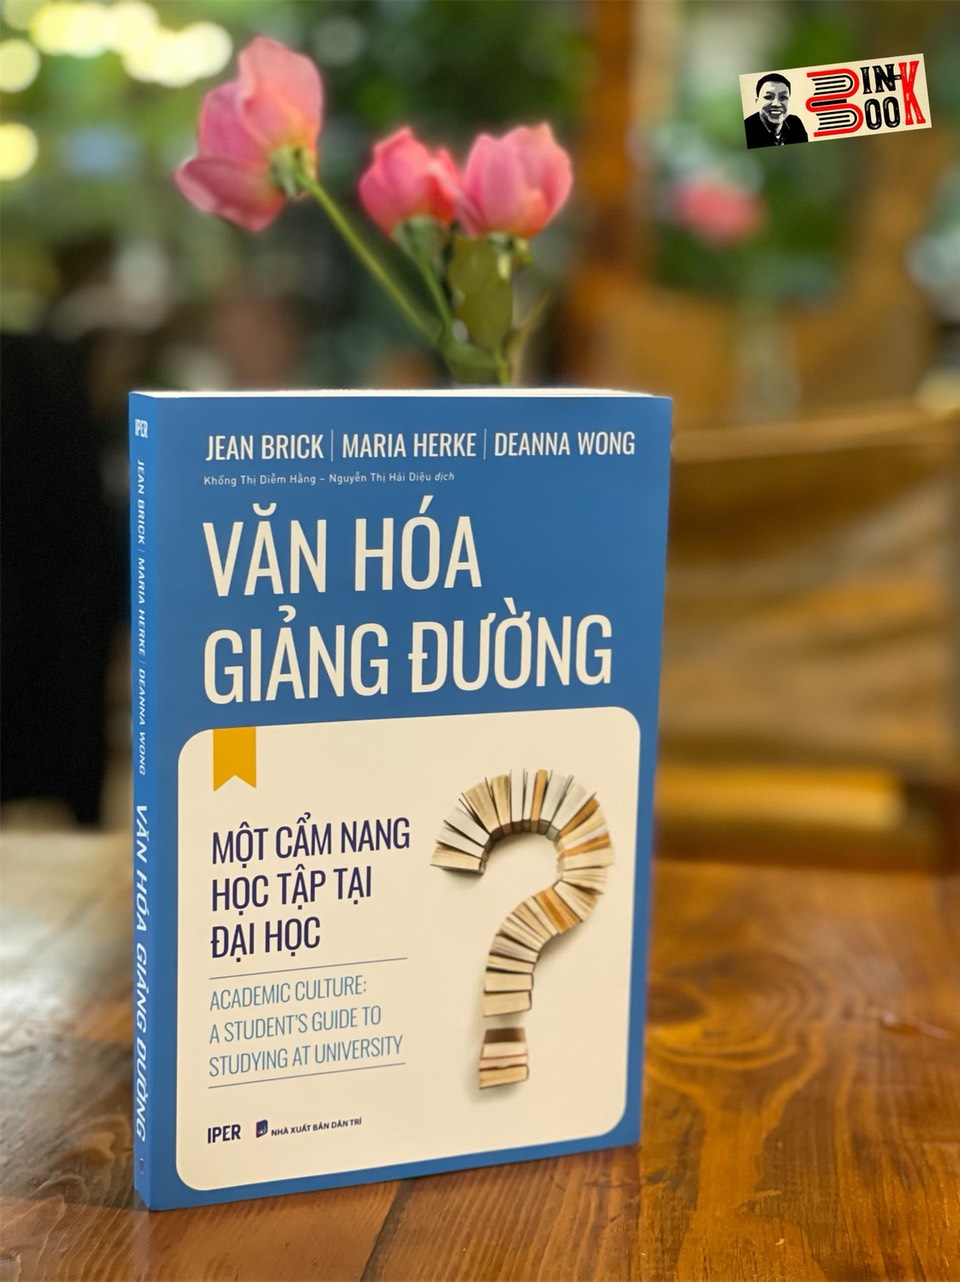 BIN-BOOK
JEAN BRICK | MARIA HERKE | DEANNA WONG
Khổng Thị Diễm Hằng – Nguyễn Thị Hải Diệu dịch
VĂN HÓA
GIẢNG ĐƯỜNG
MỘT CẨM NANG
HỌC TẬP TẠI
ĐẠI HỌC
ACADEMIC CULTURE:
A STUDENT'S GUIDE TO
STUDYING AT UNIVERSITY
IPER NHÀ XUẤT BẢN DÂN TRÍ
IPER JEAN BRICK | MARIA HERKE | DEANNA WONG VĂN HÓA GIẢNG ĐƯỜNG